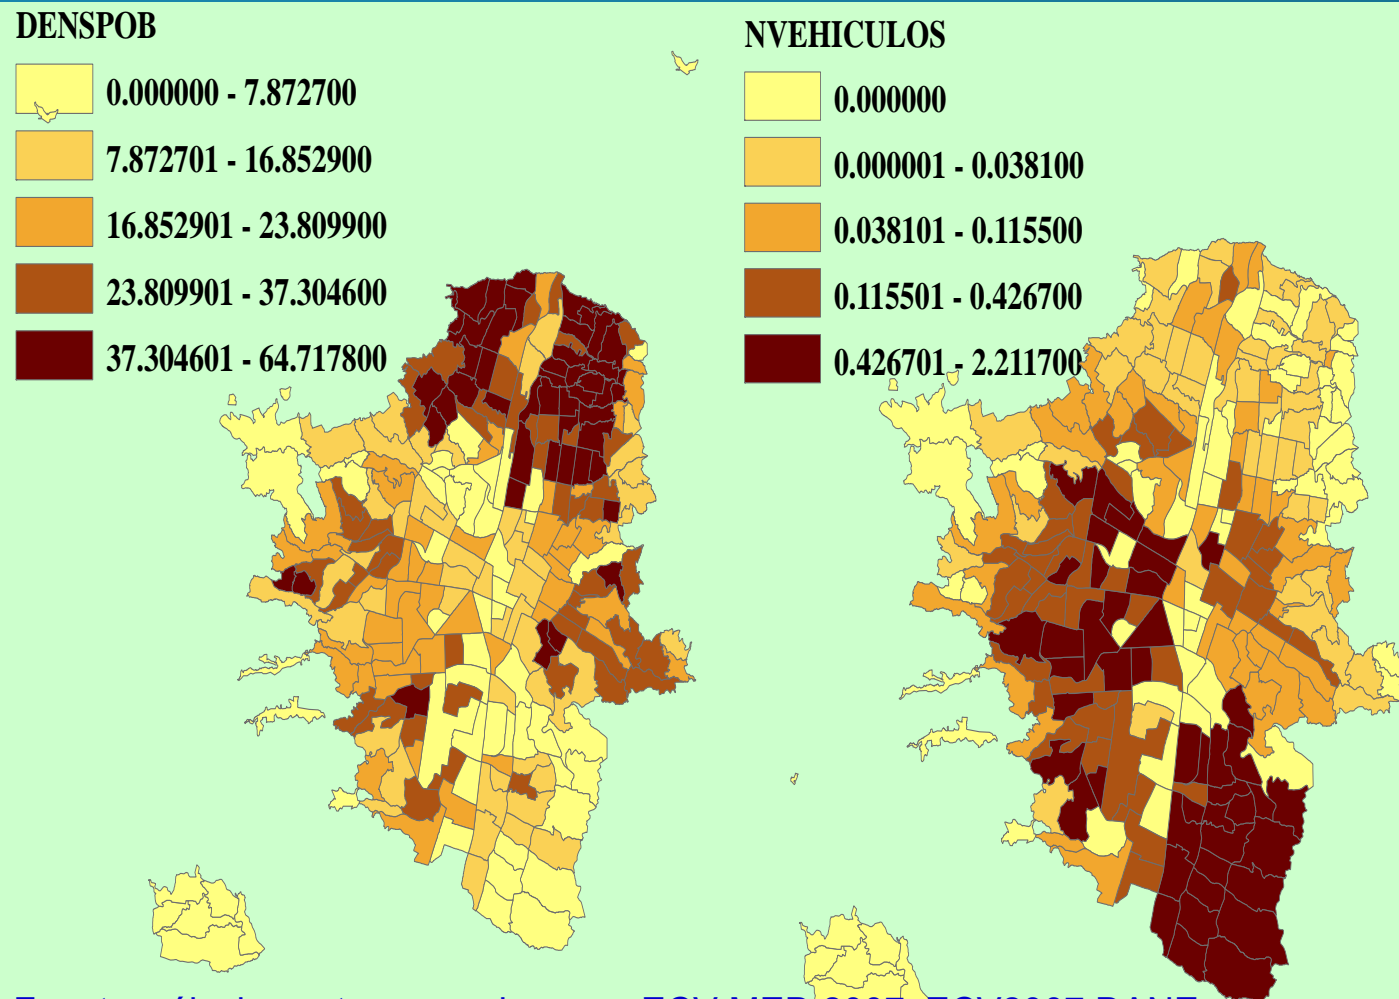 DENSPOB
0.000000 - 7.872700
7.872701 - 16.852900
16.852901 - 23.809900
23.809901 - 37.304600
37.304601 - 64.717800
NVEHICULOS
0.000000
0.000001 - 0.038100
0.038101 - 0.115500
0.115501 - 0.426700
0.426701 - 2.211700